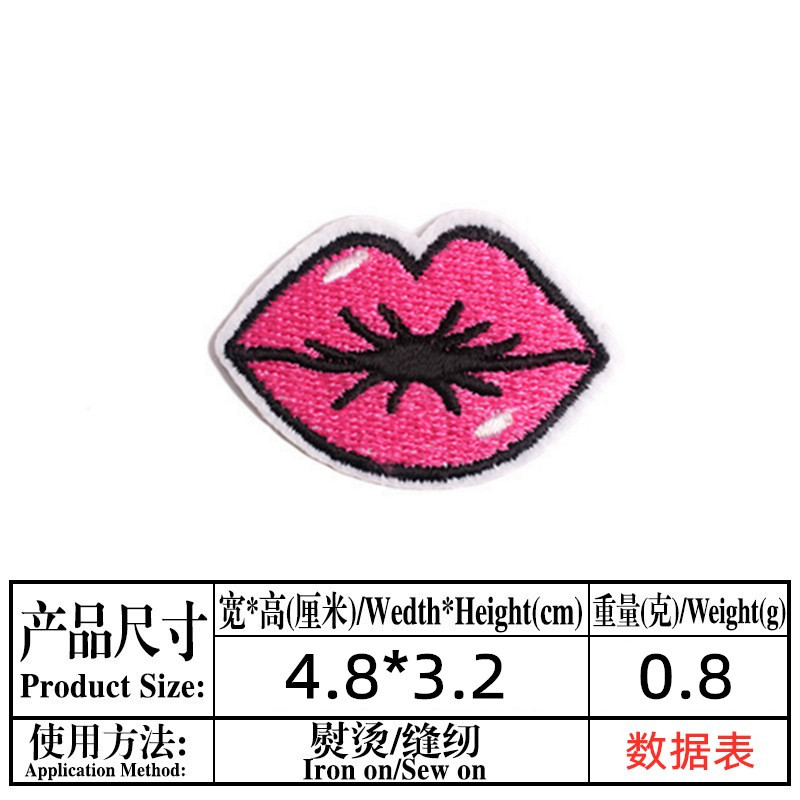 产品尺寸
Product Size:
宽*高(厘米)/Wedth*Height(cm)
重量(克)/Weight(g)
4.8*3.2
0.8
使用方法:
Application Method:
熨烫/缝纫
Iron on/Sew on
数据表